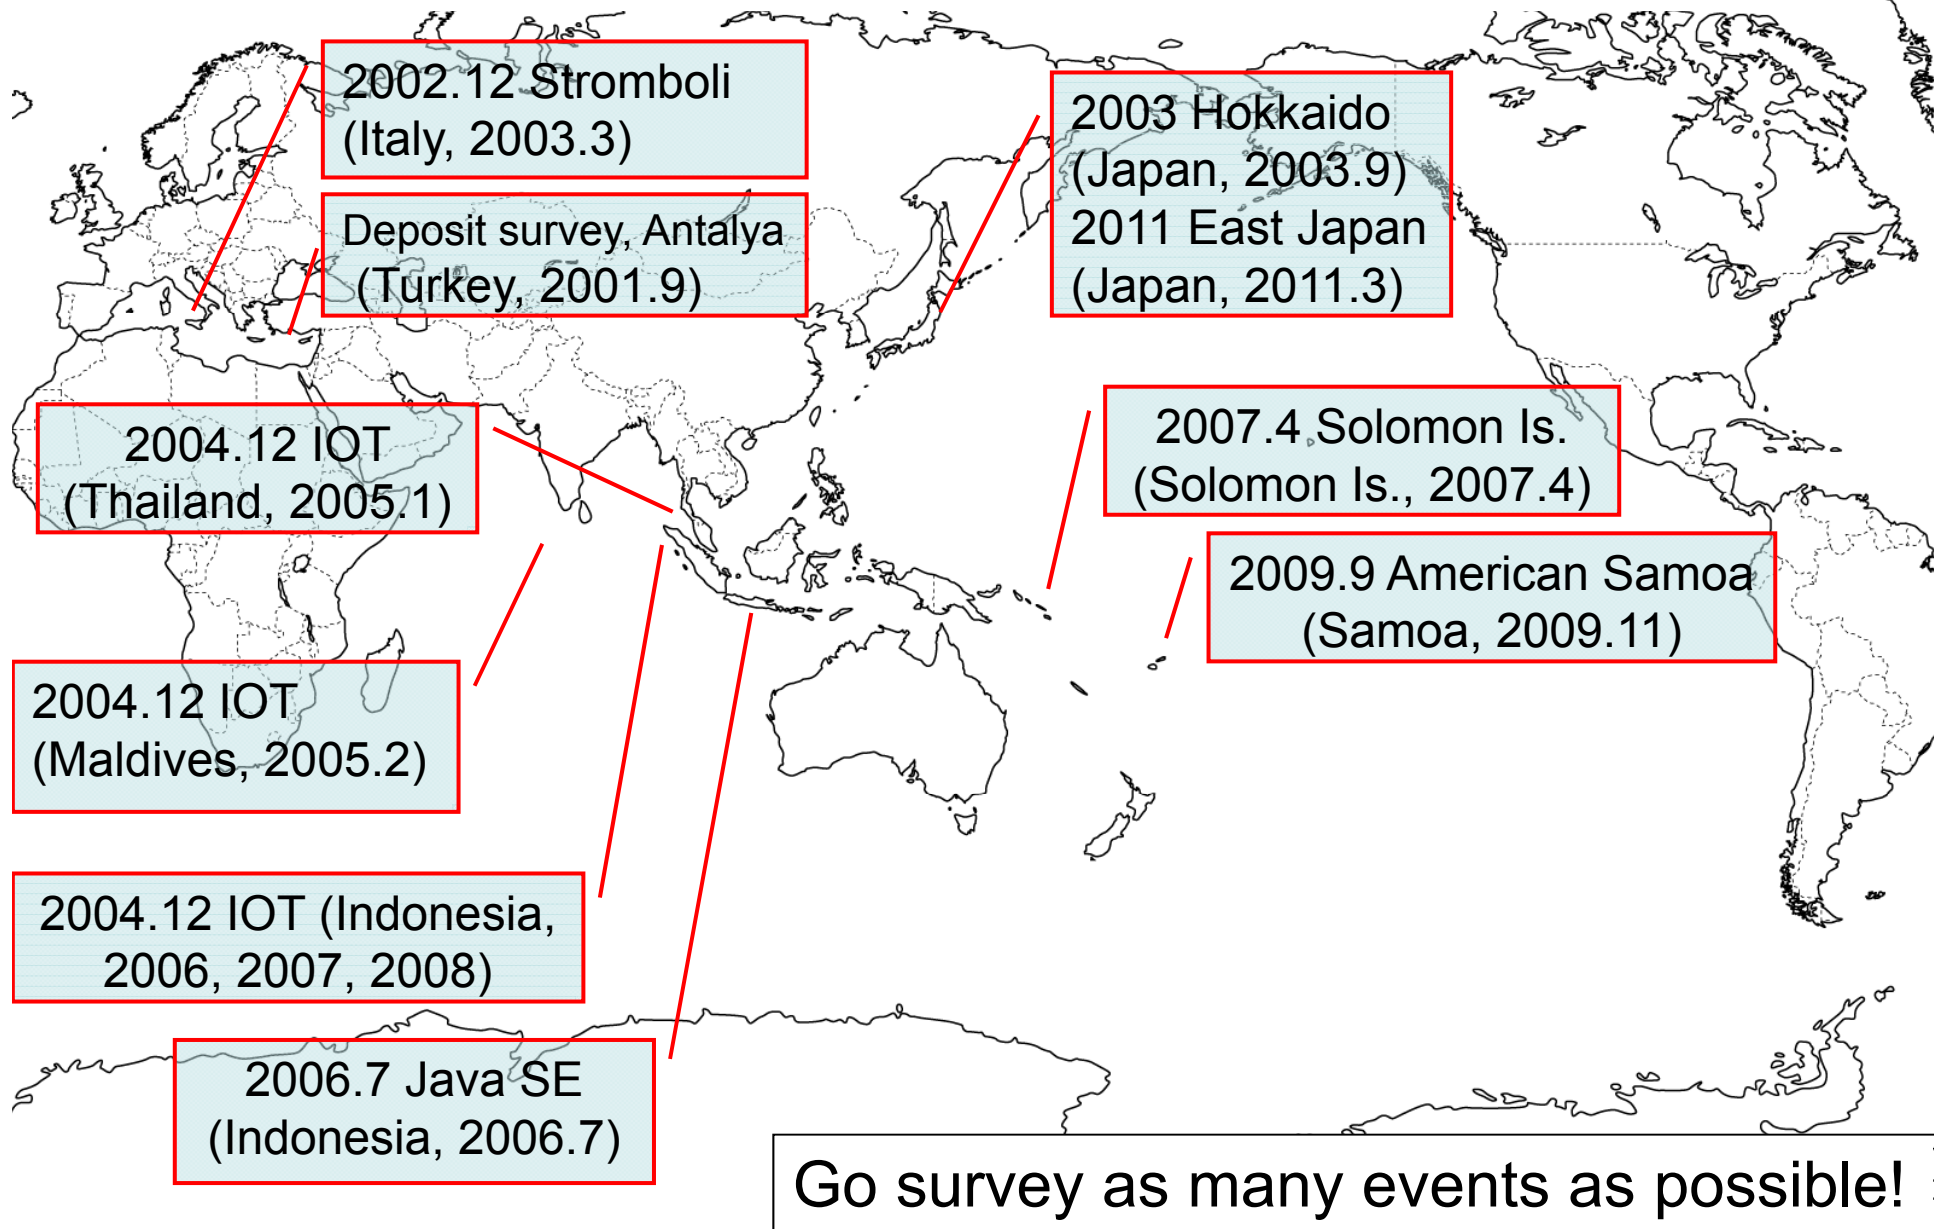 2002.12 Stromboli
(Italy, 2003.3)
Deposit survey, Antalya
(Turkey, 2001.9)
2003 Hokkaido
(Japan, 2003.9)
2011 East Japan
(Japan, 2011.3)
2004.12 IOT
(Thailand, 2005.1)
2007.4 Solomon Is.
(Solomon Is., 2007.4)
2009.9 American Samoa
(Samoa, 2009.11)
2004.12 IOT
(Maldives, 2005.2)
2004.12 IOT (Indonesia,
2006, 2007, 2008)
2006.7 Java SE
(Indonesia, 2006.7)
Go survey as many events as possible!